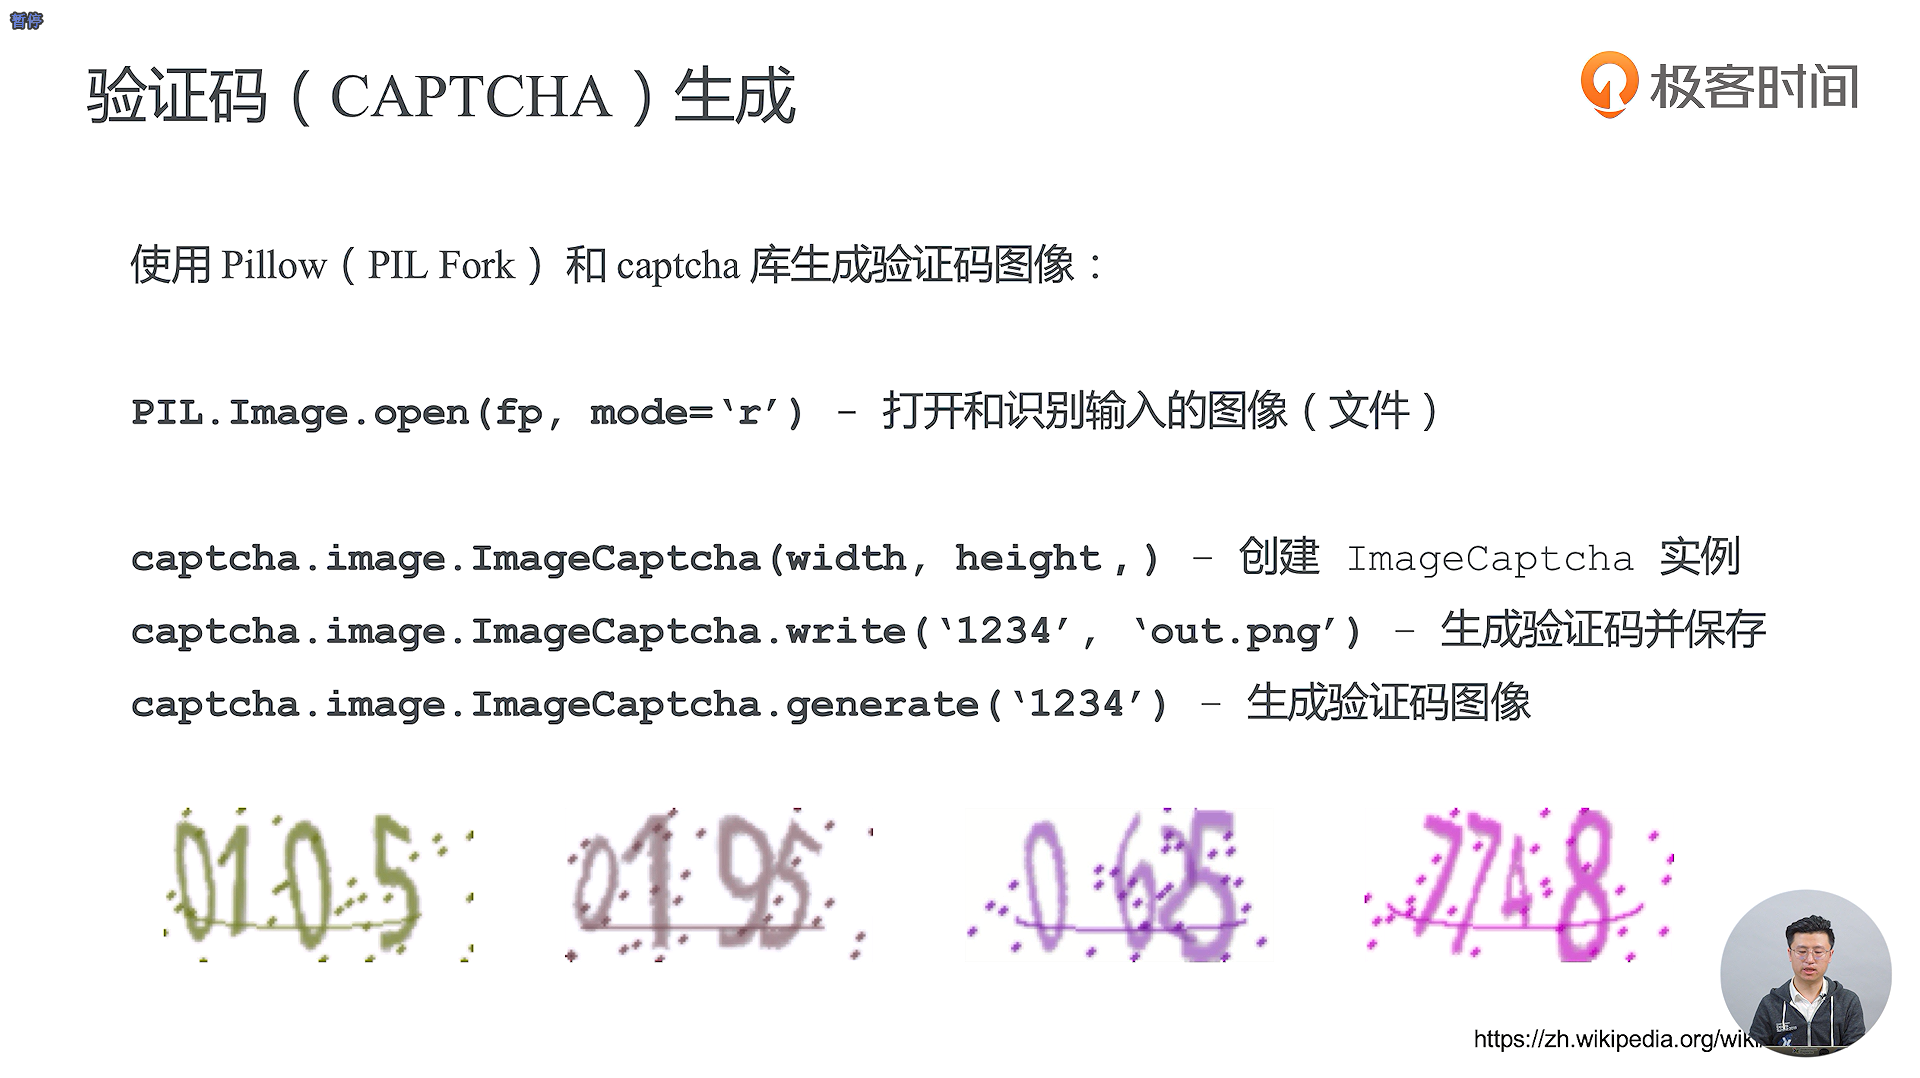 暂停
验证码（CAPTCHA）生成
极客时间
使用 Pillow（PIL Fork） 和 captcha 库生成验证码图像：
PIL.Image.open(fp, mode=‘r’) - 打开和识别输入的图像（文件）
captcha.image.ImageCaptcha(width, height,) – 创建 ImageCaptcha 实例
captcha.image.ImageCaptcha.write(‘1234’, ‘out.png’) – 生成验证码并保存
captcha.image.ImageCaptcha.generate(‘1234’) – 生成验证码图像
0105 0195 0635 7748
https://zh.wikipedia.org/wiki